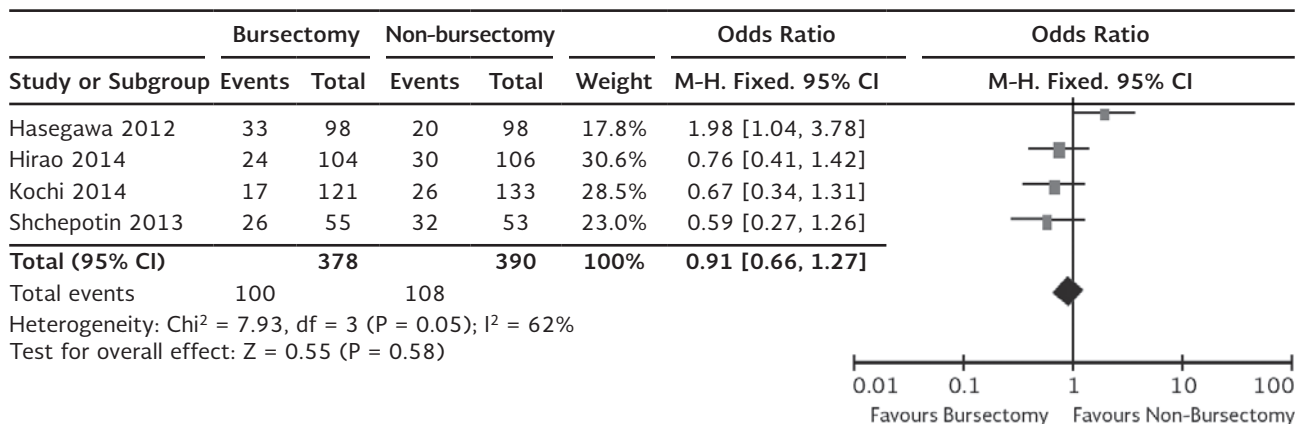 Bursectomy Non-bursectomy Odds Ratio Odds Ratio
Study or Subgroup Events Total Events Total Weight M-H. Fixed. 95% CI M-H. Fixed. 95% CI
Hasegawa 2012 33 98 20 98 17.8% 1.98 [1.04, 3.78]
Hirao 2014 24 104 30 106 30.6% 0.76 [0.41, 1.42]
Kochi 2014 17 121 26 133 28.5% 0.67 [0.34, 1.31]
Shchepotin 2013 26 55 32 53 23.0% 0.59 [0.27, 1.26]
Total (95% CI) 378 390 100% 0.91 [0.66, 1.27]
Total events 100 108
Heterogeneity: Chi² = 7.93, df = 3 (P = 0.05); I² = 62%
Test for overall effect: Z = 0.55 (P = 0.58)
0.01 0.1 1 10 100
Favours Bursectomy Favours Non-Bursectomy